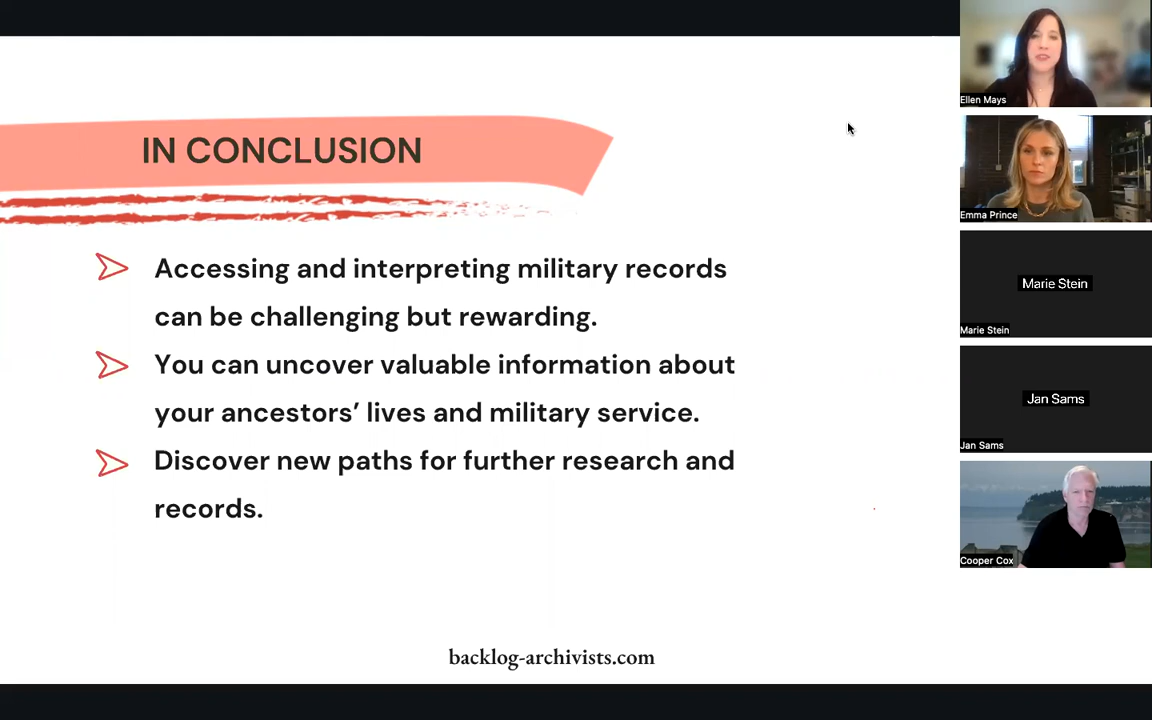 IN CONCLUSION
Accessing and interpreting military records
can be challenging but rewarding.
You can uncover valuable information about
your ancestors’ lives and military service.
Discover new paths for further research and
records.
backlog-archivists.com
Ellen Mays
Emma Prince
Marie Stein
Marie Stein
Jan Sams
Jan Sams
Cooper Cox